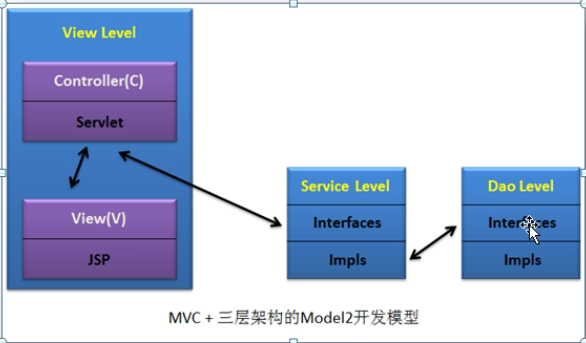 View Level
Controller(C)
Servlet
View(V)
JSP
Service Level
Interfaces
Impls
Dao Level
Interfaces
Impls
MVC + 三层架构的Model2开发模型